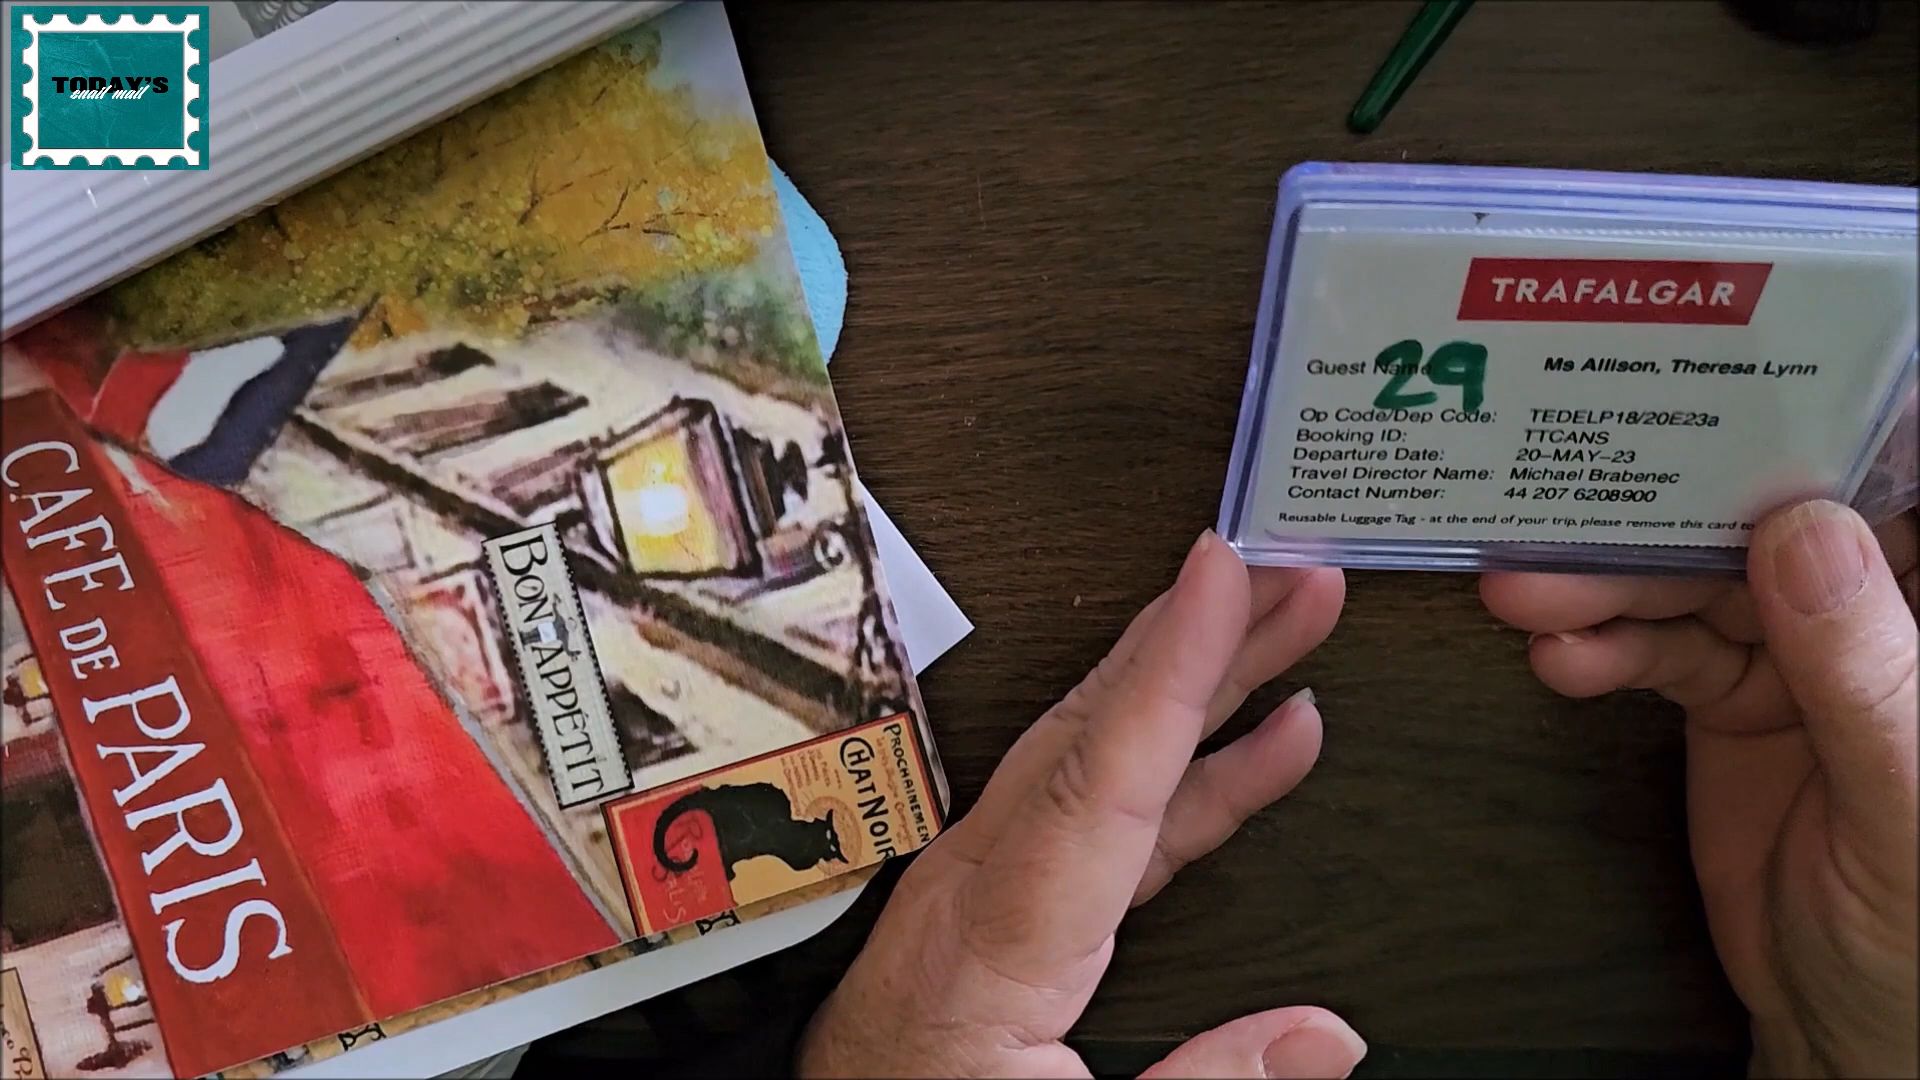 TODAY'S
snail mail
CAFE DE PARIS
BON APPÉTIT
PROCHAINEMENT
CHAT NOIR
TRAFALGAR
29
Guest Name Ms Allison, Theresa Lynn
Op Code/Dep Code: TEDELP18/20E23a
Booking ID: TTCANS
Departure Date: 20-MAY-23
Travel Director Name: Michael Brabenec
Contact Number: 44 207 6208900
Reusable Luggage Tag - at the end of your trip, please remove this card to